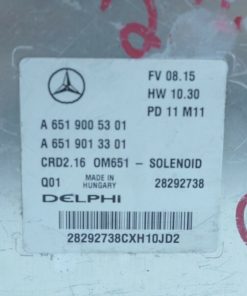 FV 08.15
HW 10.30
PD 11 M11
A 651 900 53 01
A 651 901 33 01
CRD2.16 OM651 - SOLENOID
Q01 MADE IN HUNGARY 28292738
DELPHI
28292738CXH10JD2